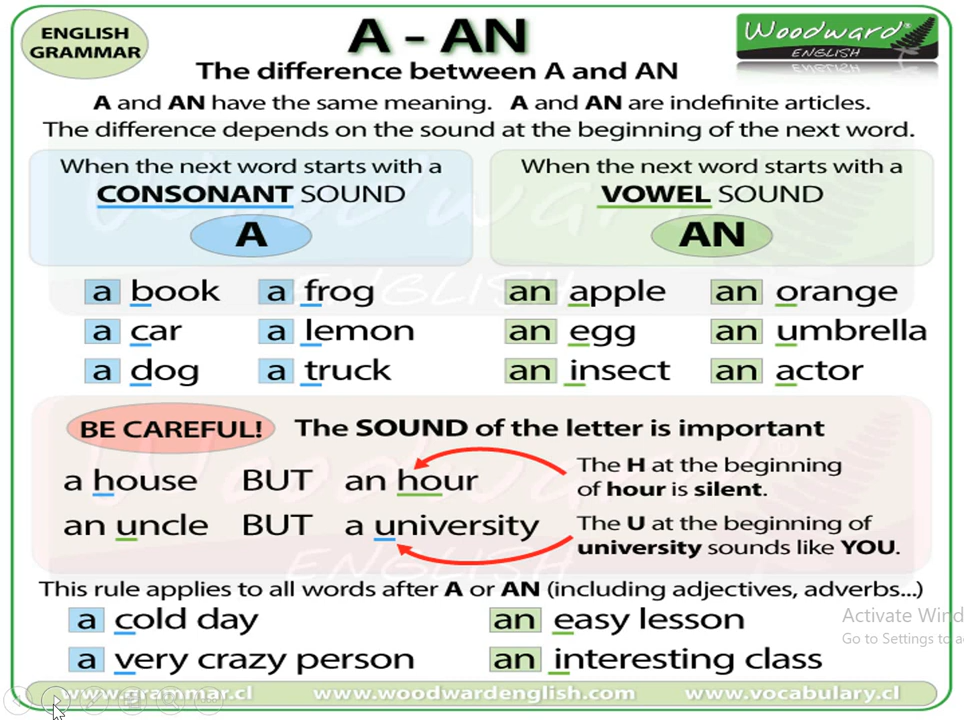 ENGLISH
GRAMMAR
A - AN
Woodward®
ENGLISH
The difference between A and AN
A and AN have the same meaning. A and AN are indefinite articles.
The difference depends on the sound at the beginning of the next word.
When the next word starts with a
CONSONANT SOUND
A
When the next word starts with a
VOWEL SOUND
AN
a book a frog
a car a lemon
a dog a truck
an apple an orange
an egg an umbrella
an insect an actor
BE CAREFUL! The SOUND of the letter is important
a house BUT an hour
The H at the beginning
of hour is silent.
an uncle BUT a university
The U at the beginning of
university sounds like YOU.
This rule applies to all words after A or AN (including adjectives, adverbs...)
a cold day an easy lesson
a very crazy person an interesting class
Activate Wind
Go to Settings to a
www.grammar.cl www.woodwardenglish.com www.vocabulary.cl